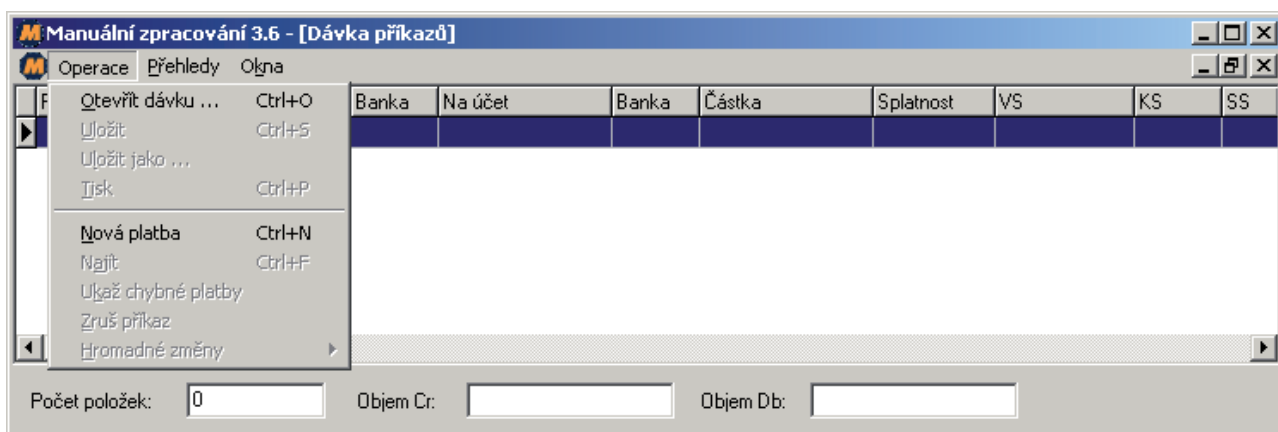 Manuální zpracování 3.6 - [Dávka příkazů]
Operace Přehledy Okna
Banka Na účet Banka Částka Splatnost VS KS SS
Otevřít dávku ... Ctrl+O
Uložit Ctrl+S
Uložit jako ...
Tisk Ctrl+P
Nová platba Ctrl+N
Najít Ctrl+F
Ukaž chybné platby
Zruš příkaz
Hromadné změny
Počet položek: 0 Objem Cr: Objem Db: